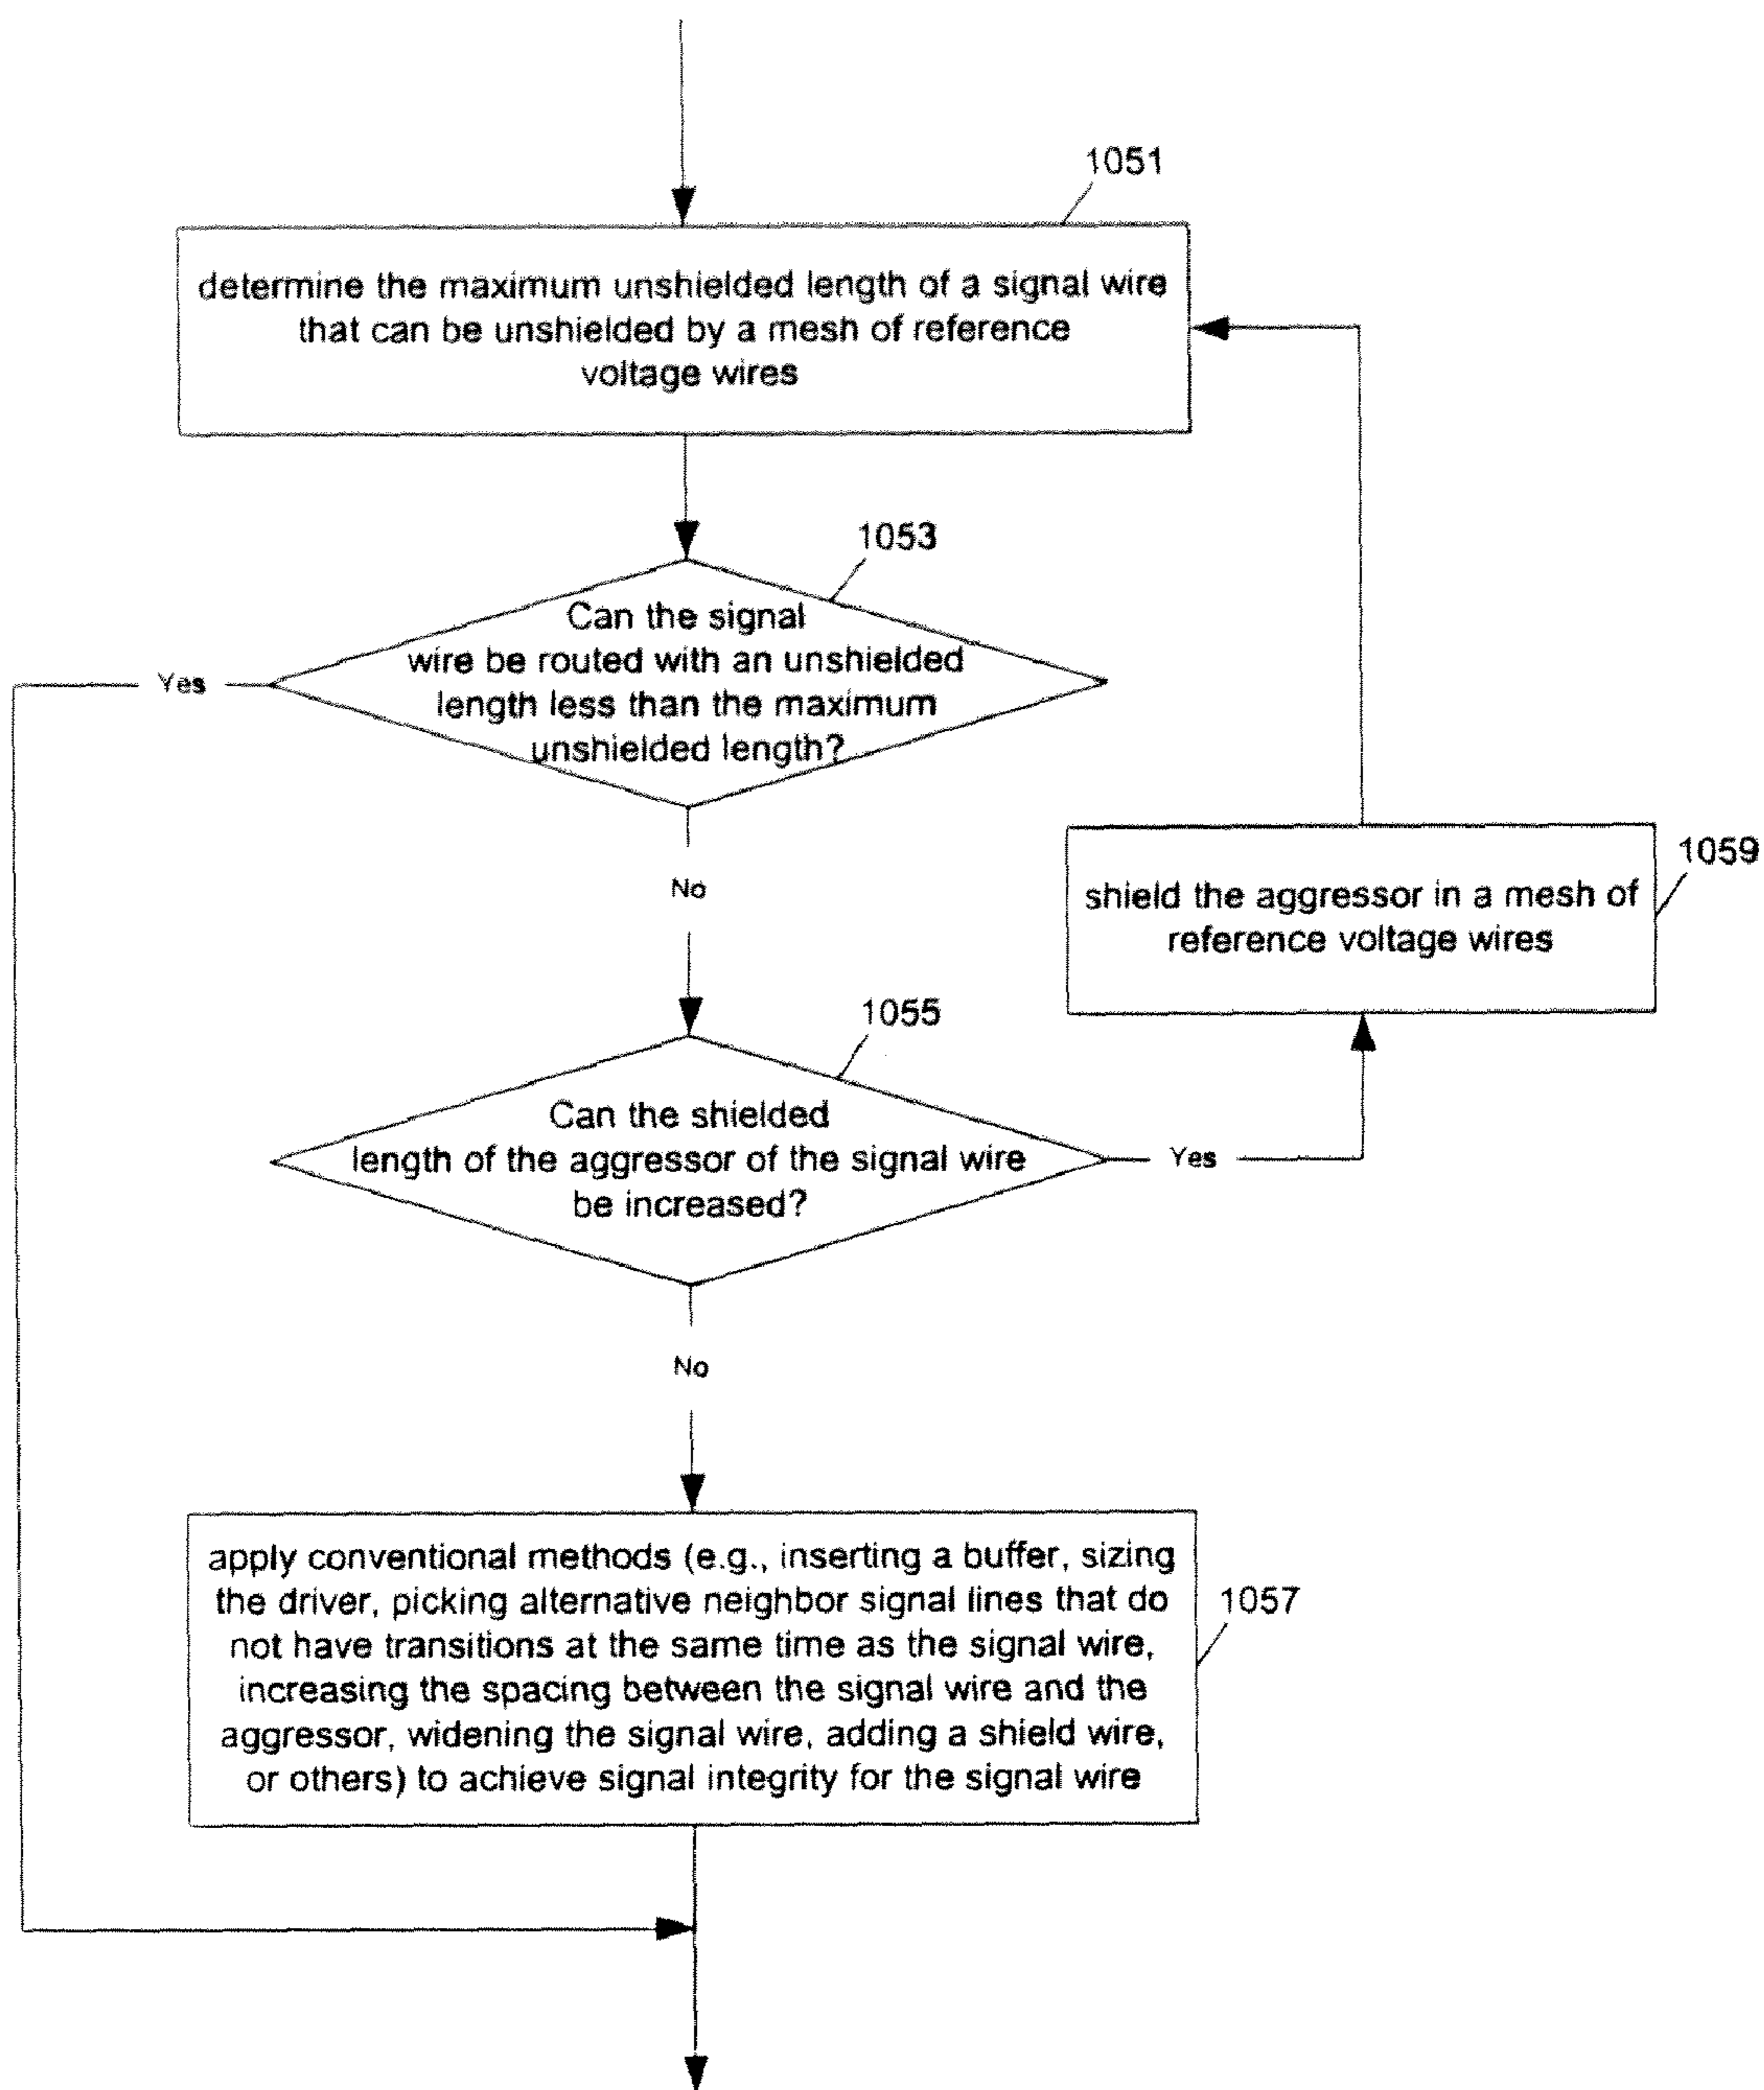 1051
determine the maximum unshielded length of a signal wire
that can be unshielded by a mesh of reference
voltage wires
1053
Can the signal
wire be routed with an unshielded
length less than the maximum
unshielded length?
Yes
No
1059
shield the aggressor in a mesh of
reference voltage wires
1055
Can the shielded
length of the aggressor of the signal wire
be increased?
Yes
No
1057
apply conventional methods (e.g., inserting a buffer, sizing
the driver, picking alternative neighbor signal lines that do
not have transitions at the same time as the signal wire,
increasing the spacing between the signal wire and the
aggressor, widening the signal wire, adding a shield wire,
or others) to achieve signal integrity for the signal wire